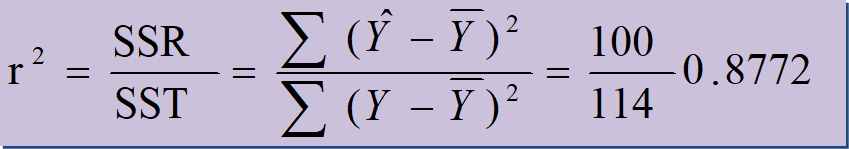 r² = SSR/SST = ∑(Ŷ − Y̅)² / ∑(Y − Y̅)² = 100/114 0.8772